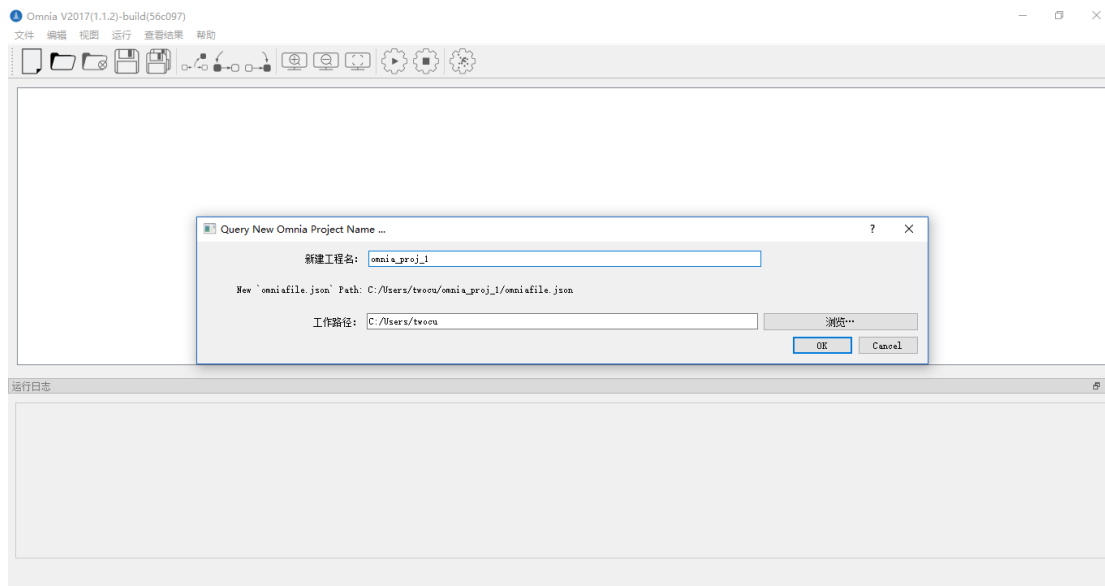 Omnia V2017(1.1.2)-build(56c097)
文件 编辑 视图 运行 查看结果 帮助
Query New Omnia Project Name ...
新建工程名: omnia_proj_1
New `omniafile.json` Path: C:/Users/twocu/omnia_proj_1/omniafile.json
工作路径: C:/Users/twocu 浏览…
OK Cancel
运行日志